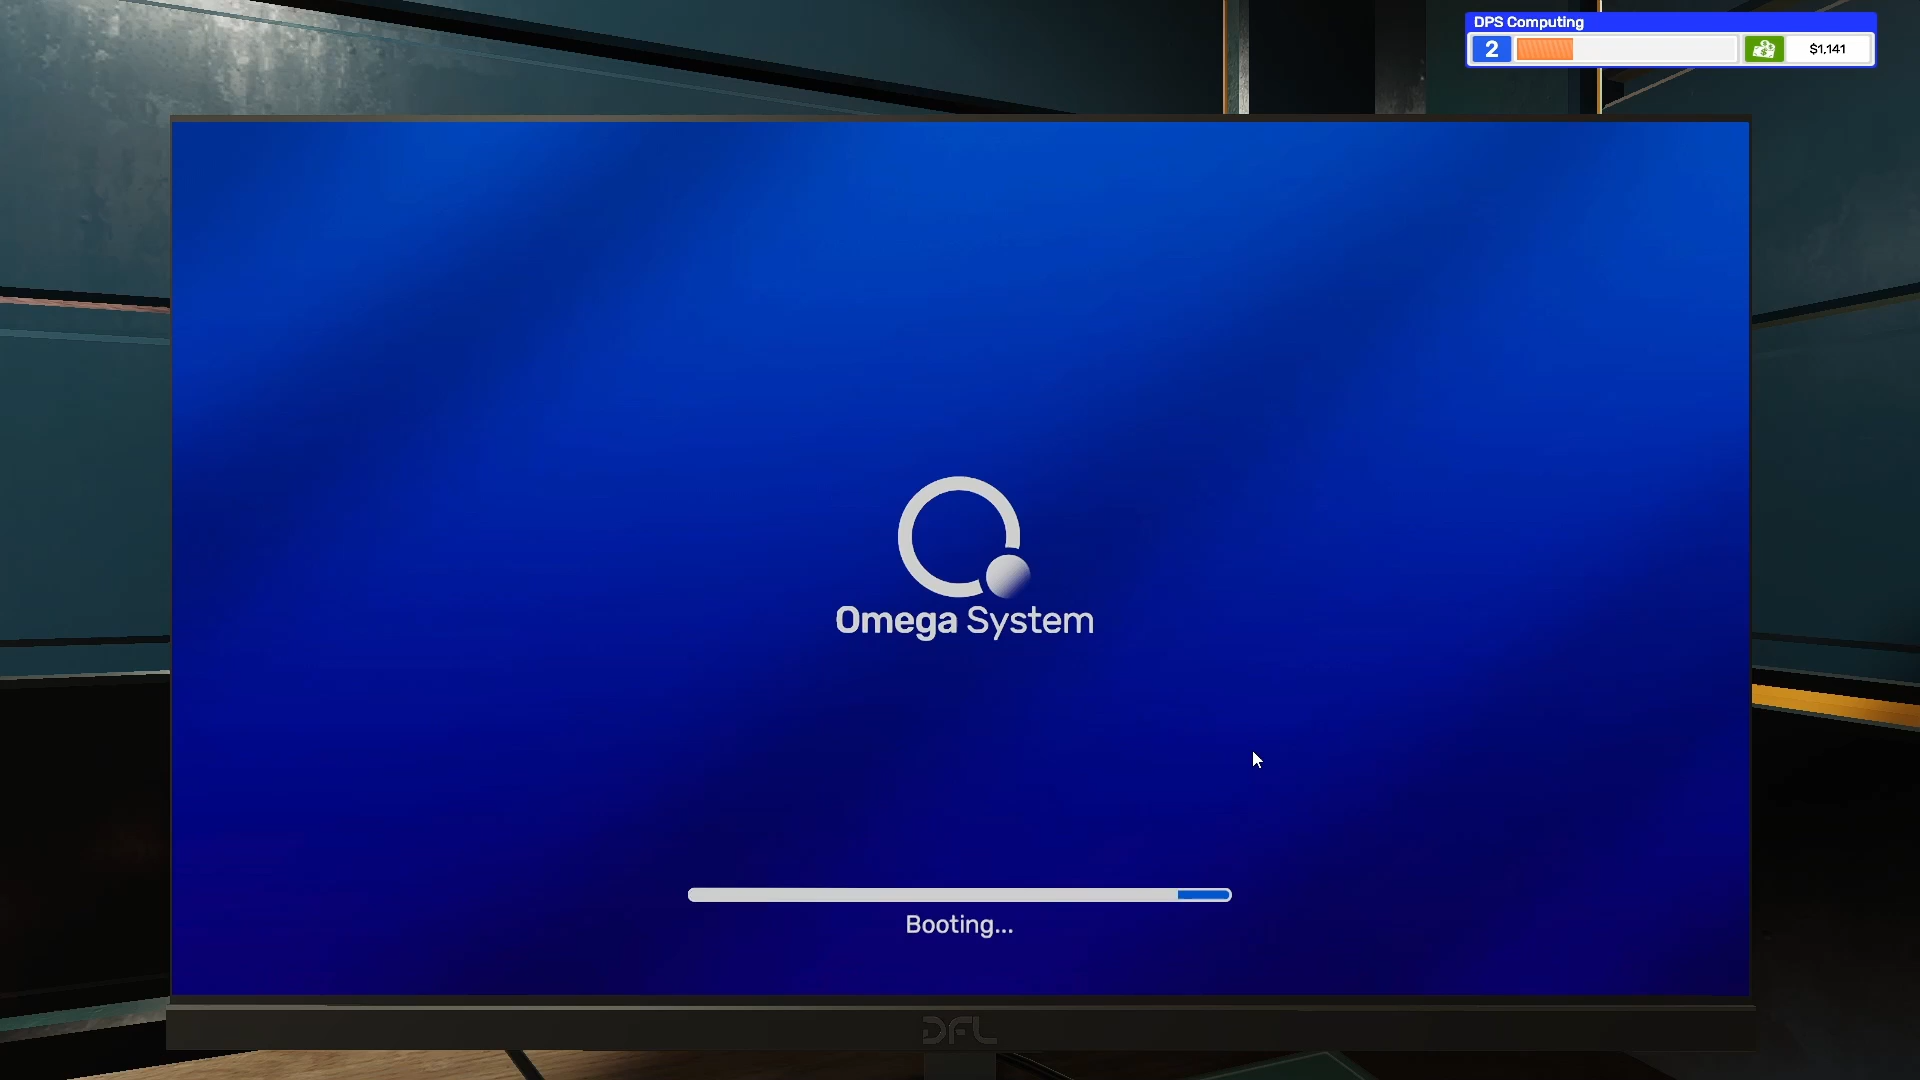 DPS Computing
2
$1,141
Omega System
Booting...
DFL